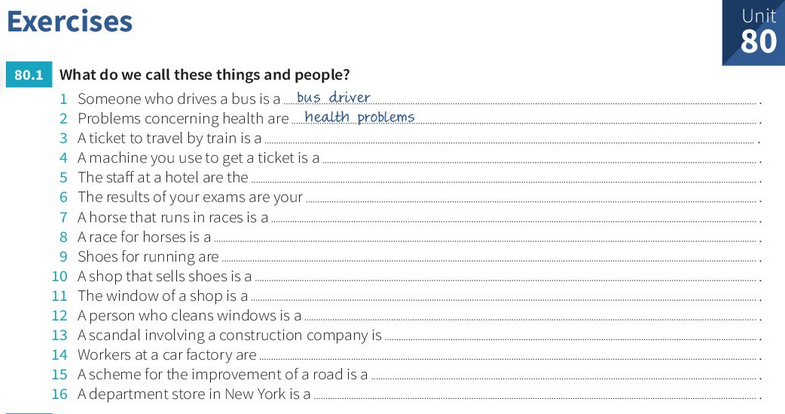 Exercises
Unit
80
80.1 What do we call these things and people?
1 Someone who drives a bus is a bus driver .
2 Problems concerning health are health problems .
3 A ticket to travel by train is a .
4 A machine you use to get a ticket is a .
5 The staff at a hotel are the .
6 The results of your exams are your .
7 A horse that runs in races is a .
8 A race for horses is a .
9 Shoes for running are .
10 A shop that sells shoes is a .
11 The window of a shop is a .
12 A person who cleans windows is a .
13 A scandal involving a construction company is .
14 Workers at a car factory are .
15 A scheme for the improvement of a road is a .
16 A department store in New York is a .